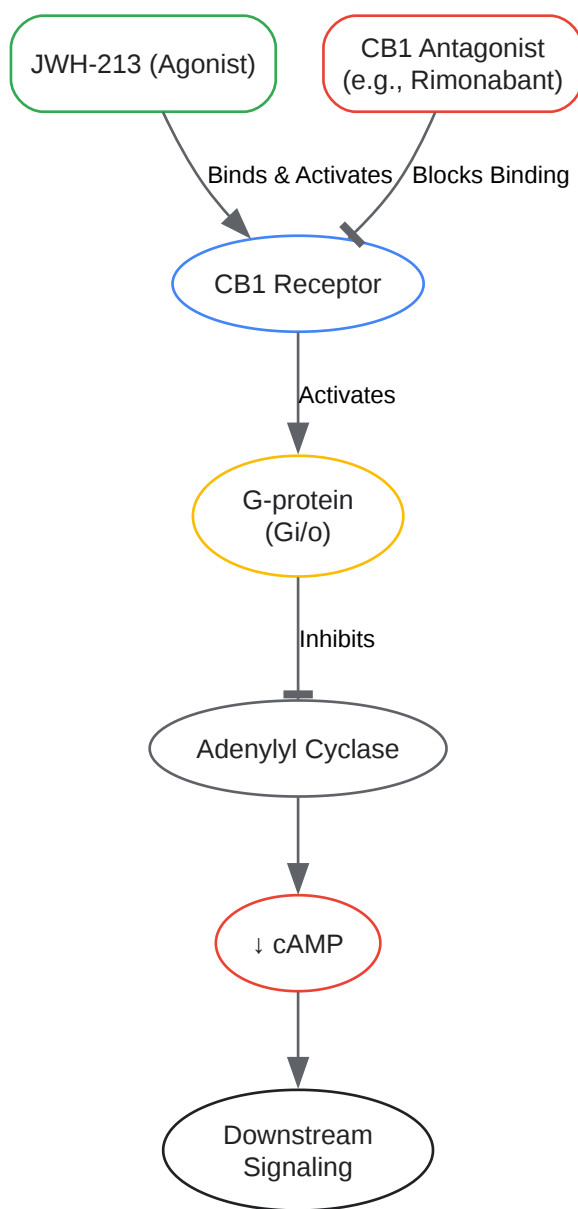 JWH-213 (Agonist)
CB1 Antagonist
(e.g., Rimonabant)
Binds & Activates
Blocks Binding
CB1 Receptor
Activates
G-protein
(Gi/o)
Inhibits
Adenylyl Cyclase
↓ cAMP
Downstream
Signaling